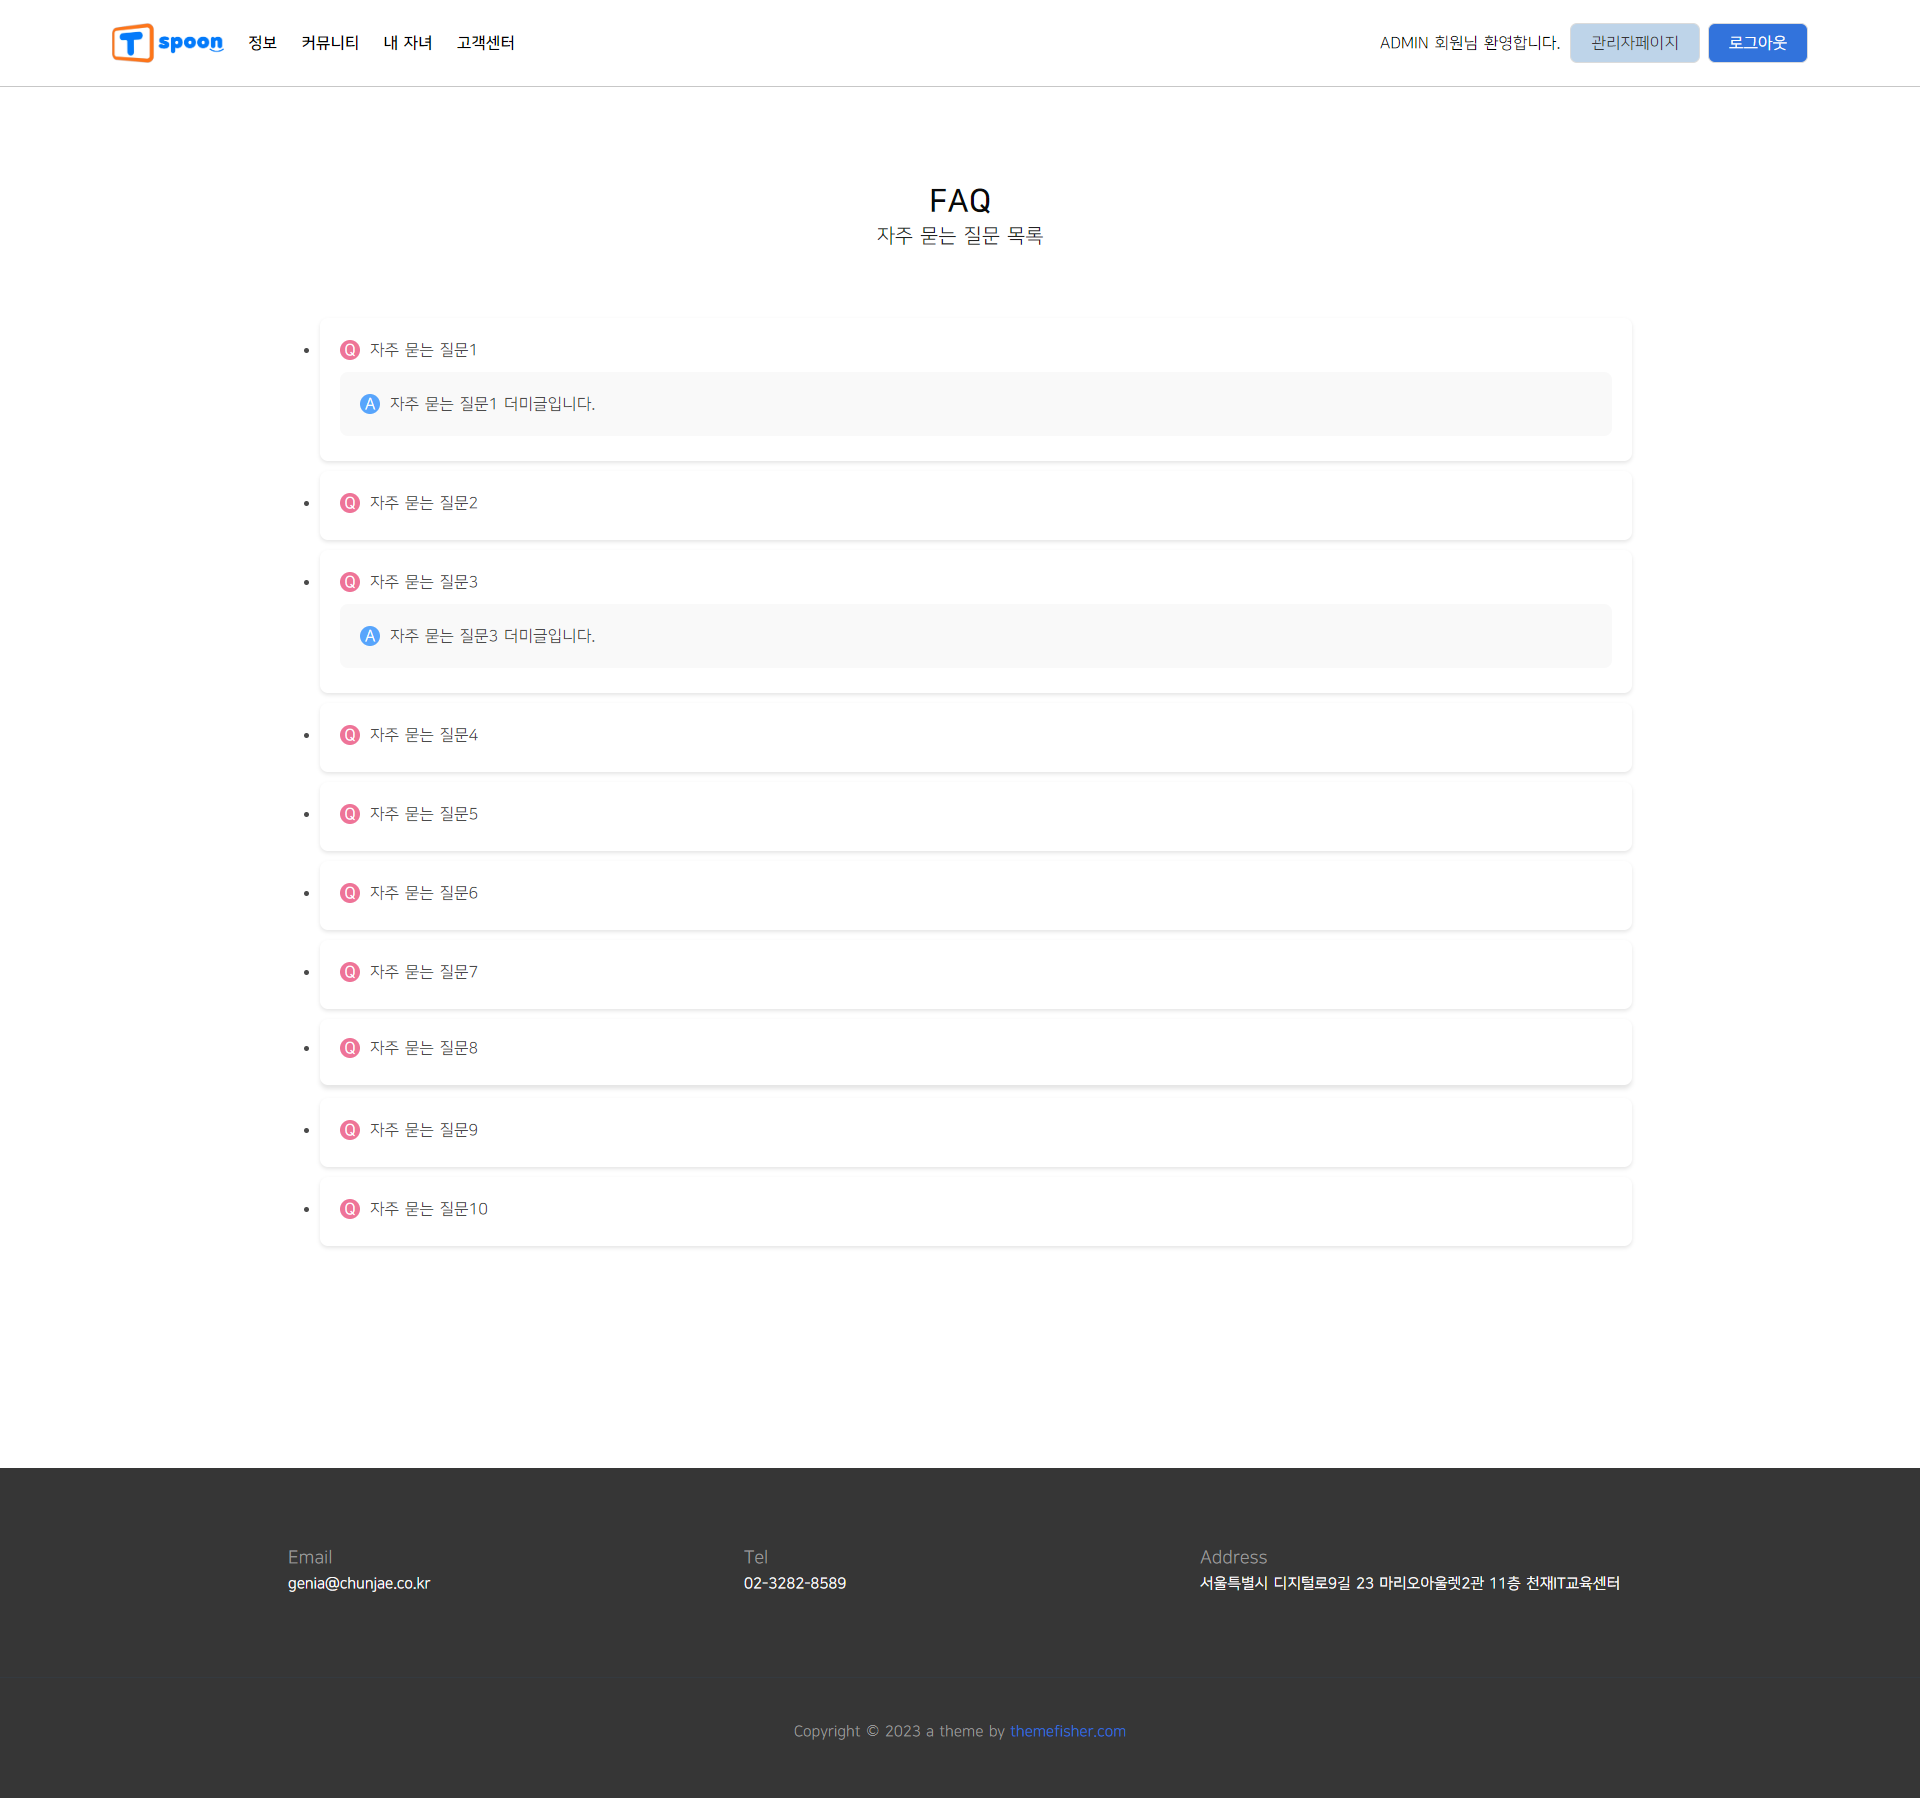 T spoon 정보 커뮤니티 내 자녀 고객센터 ADMIN 회원님 환영합니다. 관리자페이지 로그아웃
FAQ
자주 묻는 질문 목록
Q 자주 묻는 질문1
A 자주 묻는 질문1 더미글입니다.
Q 자주 묻는 질문2
Q 자주 묻는 질문3
A 자주 묻는 질문3 더미글입니다.
Q 자주 묻는 질문4
Q 자주 묻는 질문5
Q 자주 묻는 질문6
Q 자주 묻는 질문7
Q 자주 묻는 질문8
Q 자주 묻는 질문9
Q 자주 묻는 질문10
Email
genia@chunjae.co.kr
Tel
02-3282-8589
Address
서울특별시 디지털로9길 23 마리오아울렛2관 11층 천재IT교육센터
Copyright © 2023 a theme by themefisher.com